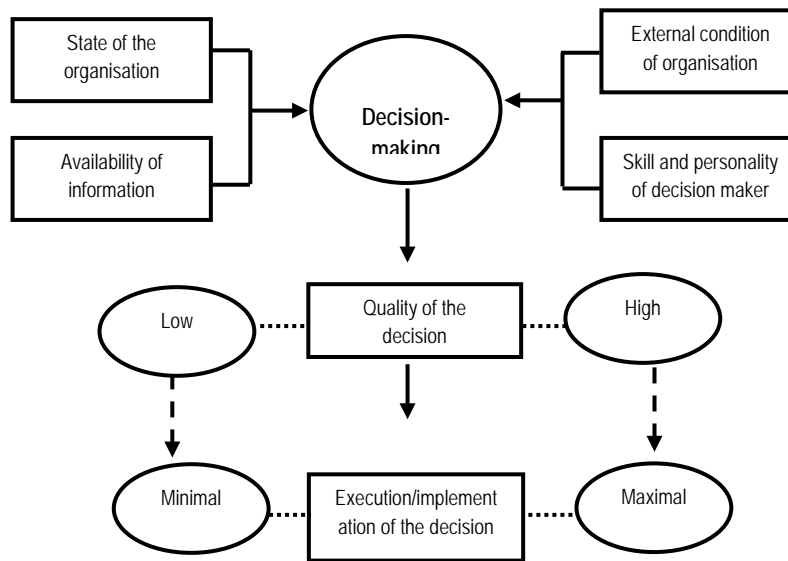 State of the
organisation
External condition
of organisation
Decision-
making
Availability of
information
Skill and personality
of decision maker
Low
Quality of the
decision
High
Minimal
Execution/implement
ation of the decision
Maximal